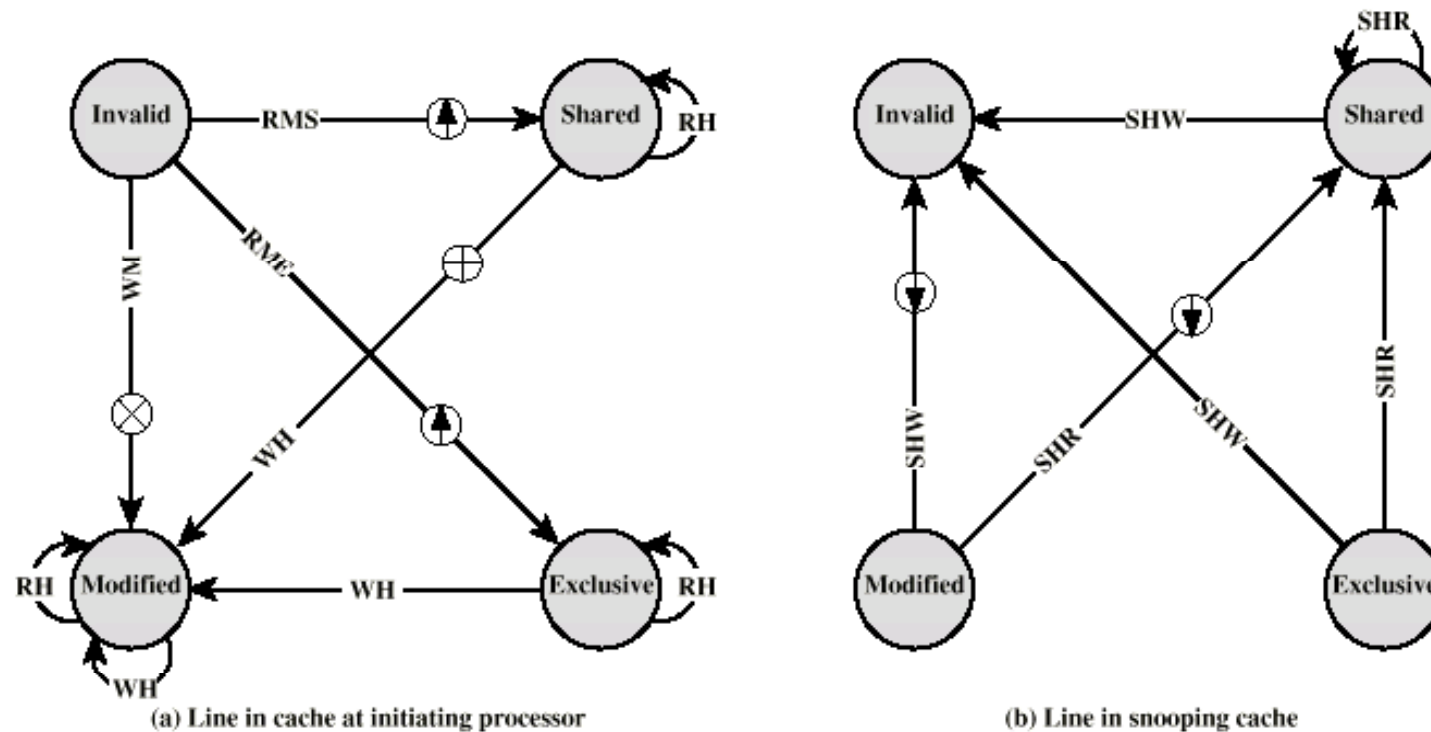 SHR
Invalid
RMS
Shared
RH
Invalid
SHW
Shared
RME
WM
WH
SHW
SHR
SHW
SHR
RH
Modified
WH
Exclusive
RH
Modified
Exclusive
WH
(a) Line in cache at initiating processor
(b) Line in snooping cache